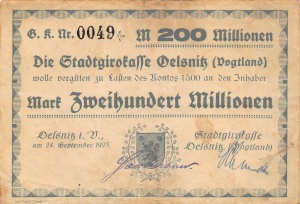 G. K. Nr. 0049 M 200 Millionen
Die Stadtgirokasse Oelsnitz (Vogtland)
wolle vergüten zu Lasten des Kontos 1500 an den Inhaber
Mark Zweihundert Millionen
Oelsnitz i. V.,
am 24. September 1923.
Stadtgirokasse
Oelsnitz (Vogtland)